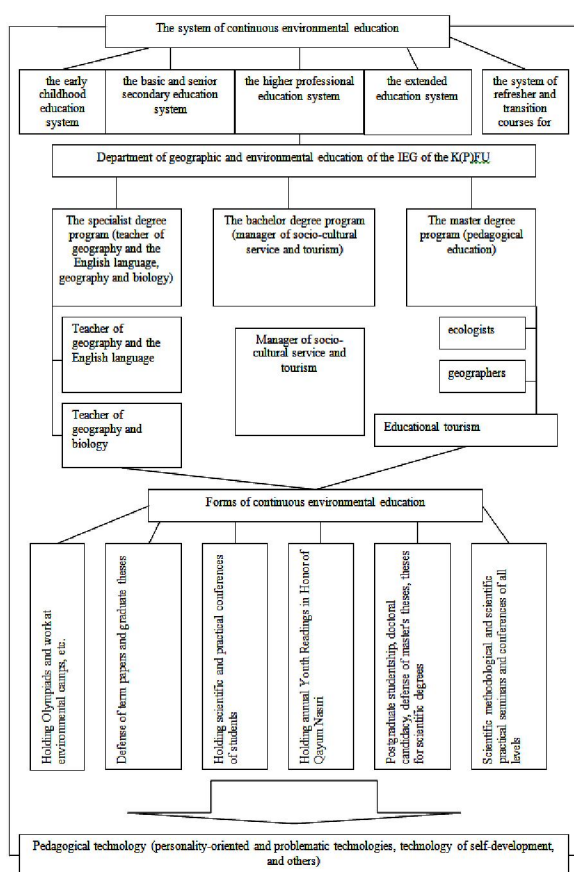 The system of continuous environmental education
the early
childhood
education
system
the basic and senior
secondary education
system
the higher professional
education system
the extended
education system
the system of
refresher and
transition
courses for
Department of geographic and environmental education of the IEG of the K(P)FU
The specialist degree
program (teacher of
geography and the
English language,
geography and biology)
The bachelor degree program
(manager of socio-cultural
service and tourism)
The master degree
program (pedagogical
education)
Teacher of
geography and the
English language
Manager of socio-
cultural service and
tourism
ecologists
geographers
Teacher of
geography and
biology
Educational tourism
Forms of continuous environmental education
Holding Olympiads and work at
environmental camps, etc.
Defense of term papers and graduate theses
Holding scientific and practical conferences
of students
Holding annual Youth Readings in Honor of
Qayum Nasiri
Postgraduate studentship, doctoral
candidacy, defense of master's theses, theses
for scientific degrees
Scientific methodological and scientific
practical seminars and conferences of all
levels
Pedagogical technology (personality-oriented and problematic technologies, technology of self-development,
and others)